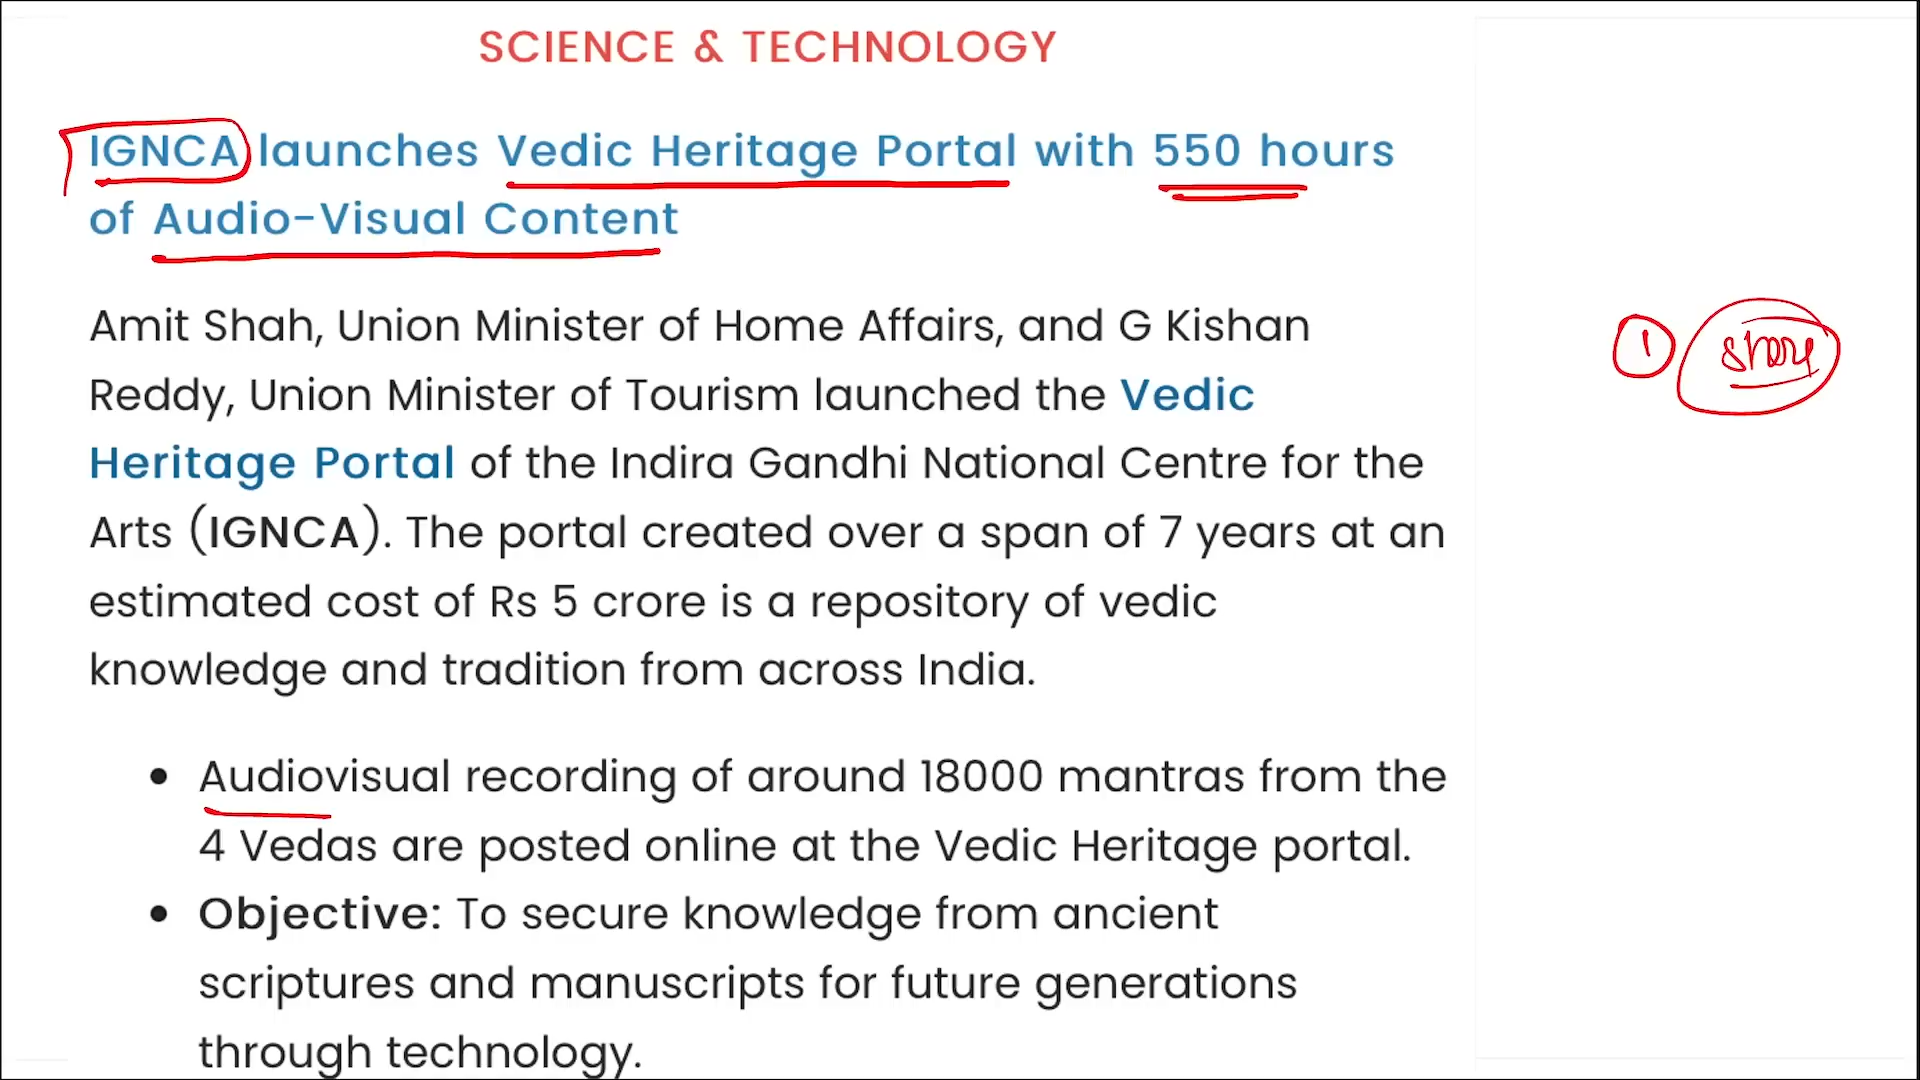 SCIENCE & TECHNOLOGY
IGNCA launches Vedic Heritage Portal with 550 hours
of Audio-Visual Content
Amit Shah, Union Minister of Home Affairs, and G Kishan
Reddy, Union Minister of Tourism launched the Vedic
Heritage Portal of the Indira Gandhi National Centre for the
Arts (IGNCA). The portal created over a span of 7 years at an
estimated cost of Rs 5 crore is a repository of vedic
knowledge and tradition from across India.
• Audiovisual recording of around 18000 mantras from the
4 Vedas are posted online at the Vedic Heritage portal.
• Objective: To secure knowledge from ancient
scriptures and manuscripts for future generations
through technology.
1